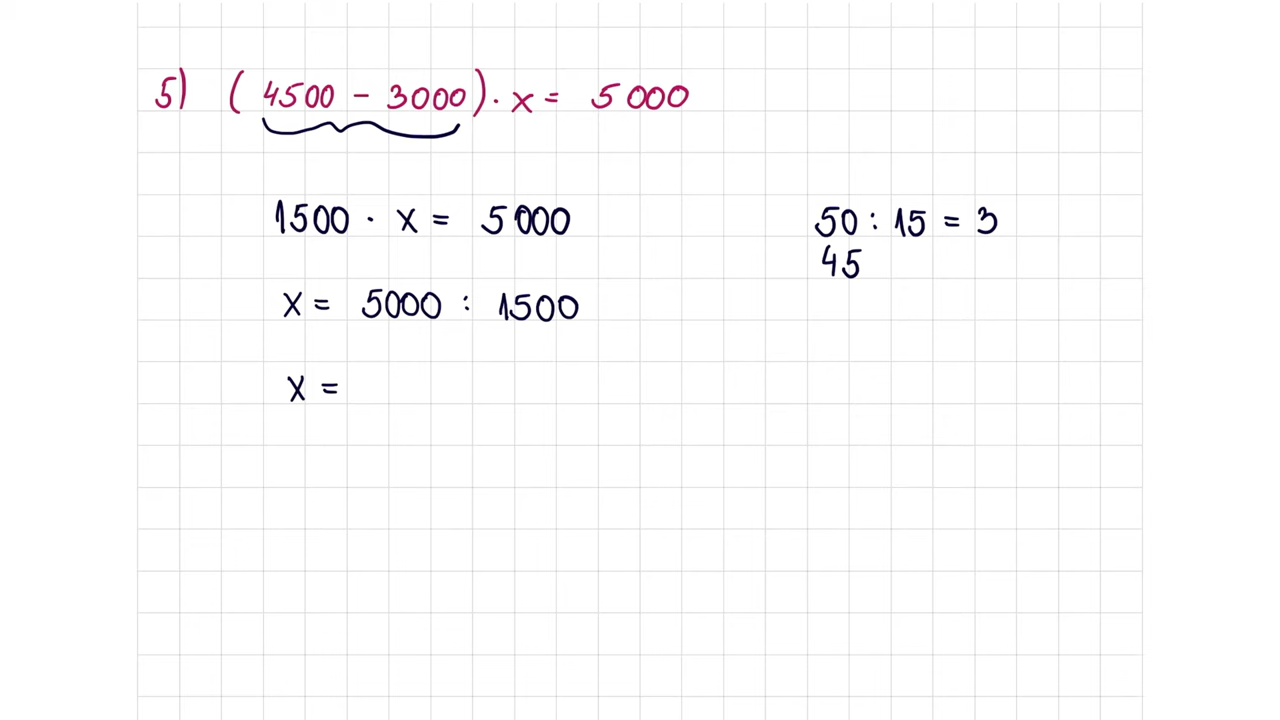 5) (4500 - 3000) · x = 5000
1500 · x = 5000
x = 5000 : 1500
x =
50 : 15 = 3
45